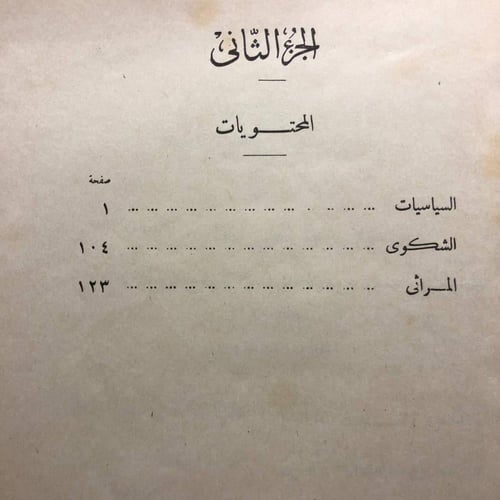 الجزء الثانى
المحتويات
صفحة
السياسيات ... ... ... ... ... ... ... ... ... ... ... ... ... ١
الشكوى ... ... ... ... ... ... ... ... ... ... ... ... ... ١٠٤
المراثى ... ... ... ... ... ... ... ... ... ... ... ... ... ١٢٣